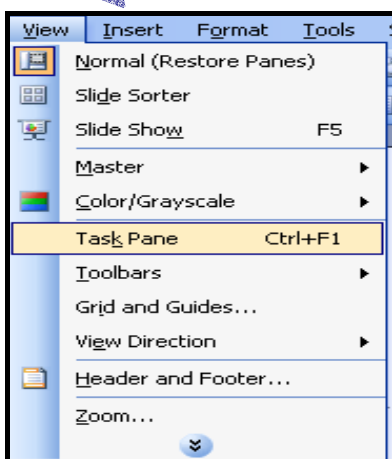 View Insert Format Tools
Normal (Restore Panes)
Slide Sorter
Slide Show F5
Master
Color/Grayscale
Task Pane Ctrl+F1
Toolbars
Grid and Guides...
View Direction
Header and Footer...
Zoom...